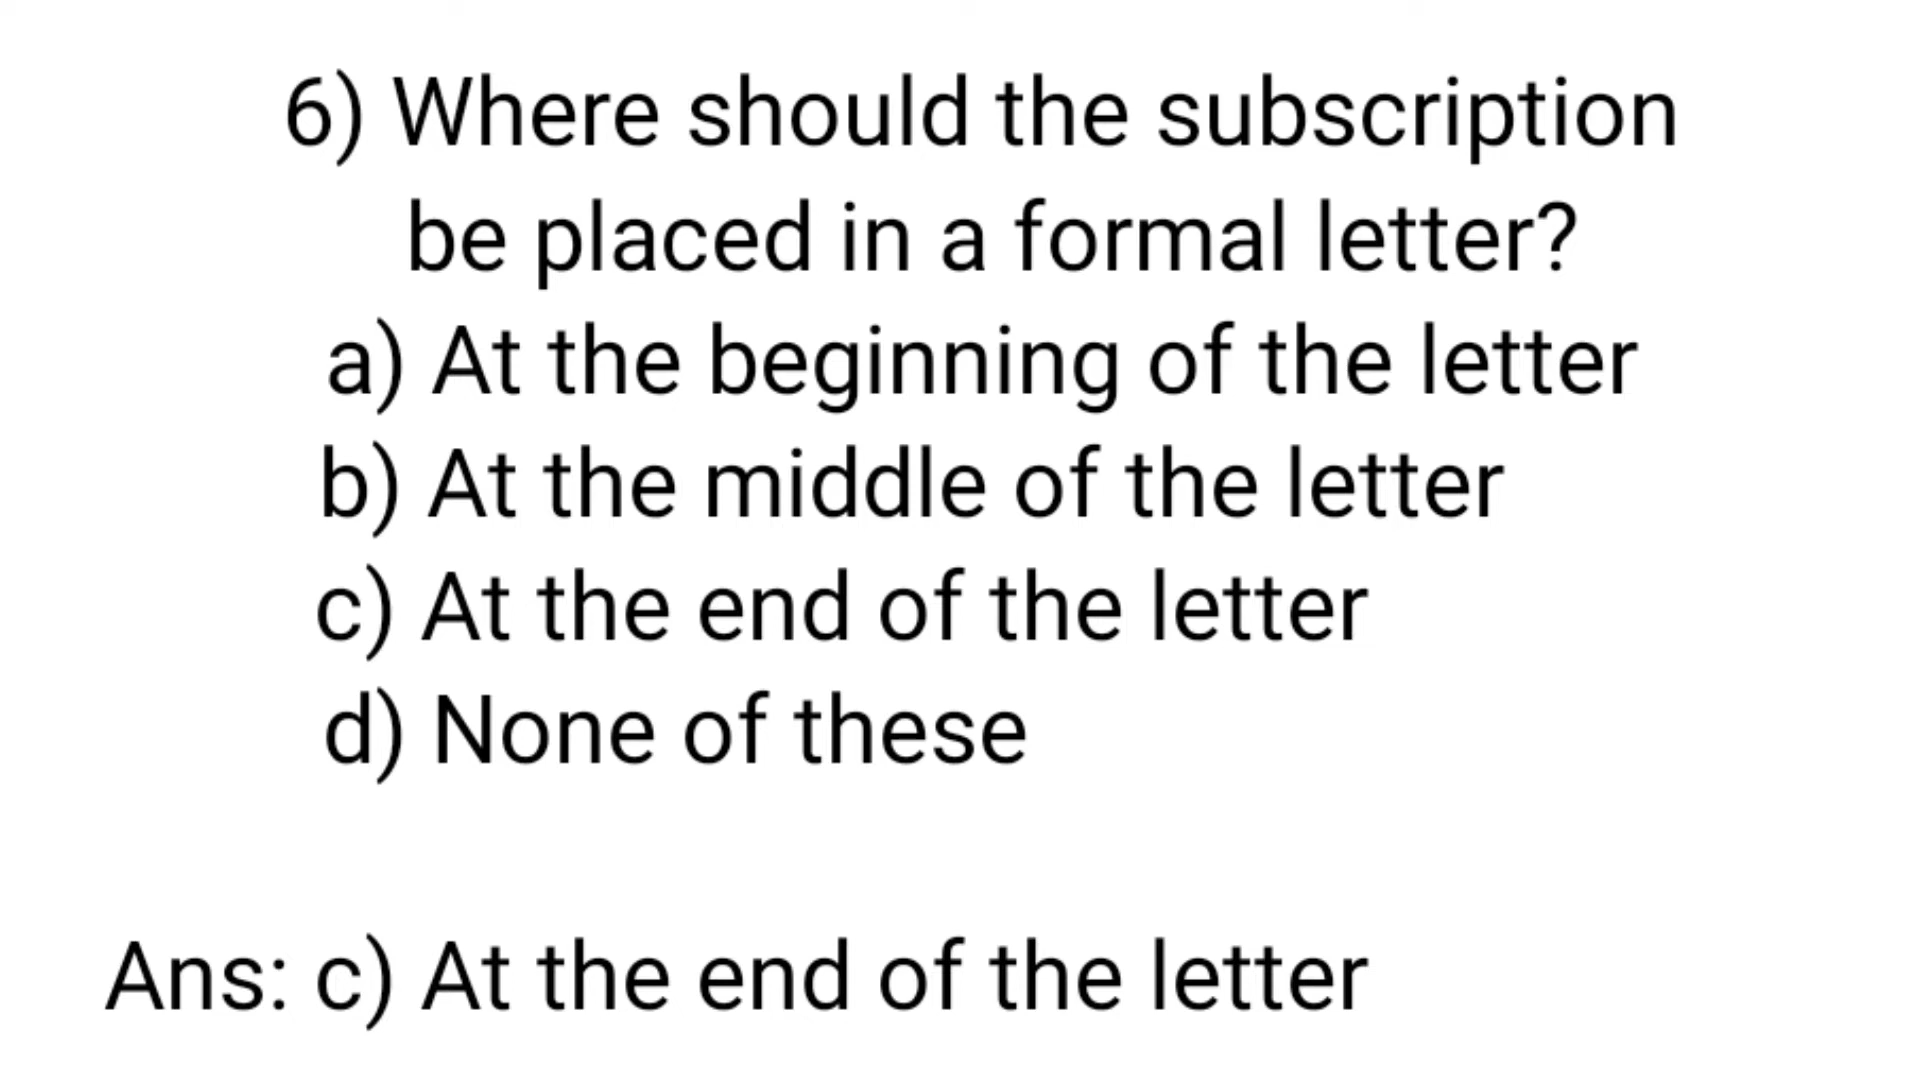 6) Where should the subscription
be placed in a formal letter?
a) At the beginning of the letter
b) At the middle of the letter
c) At the end of the letter
d) None of these
Ans: c) At the end of the letter